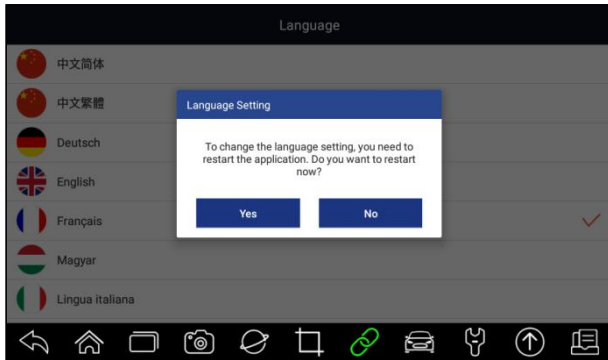 Language
中文简体
中文繁體
Deutsch
English
Français
Magyar
Lingua italiana
Language Setting
To change the language setting, you need to
restart the application. Do you want to restart
now?
Yes
No